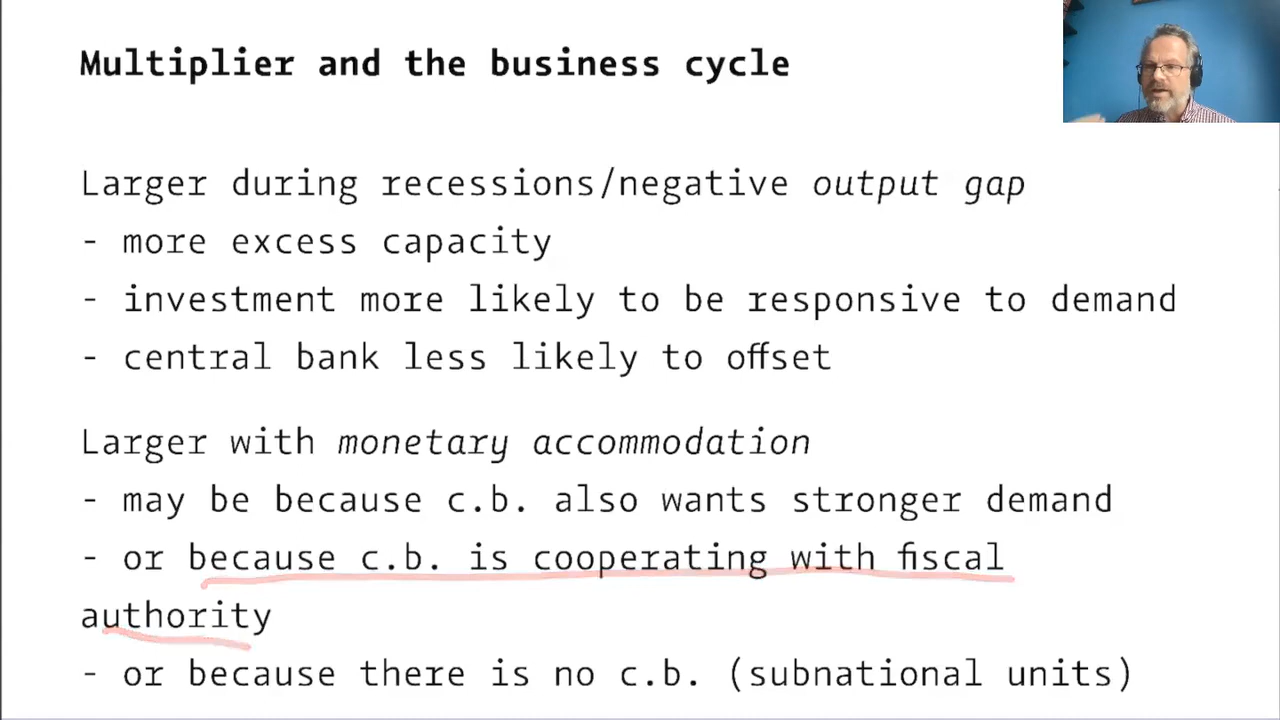 Multiplier and the business cycle
Larger during recessions/negative output gap
- more excess capacity
- investment more likely to be responsive to demand
- central bank less likely to offset
Larger with monetary accommodation
- may be because c.b. also wants stronger demand
- or because c.b. is cooperating with fiscal
authority
- or because there is no c.b. (subnational units)